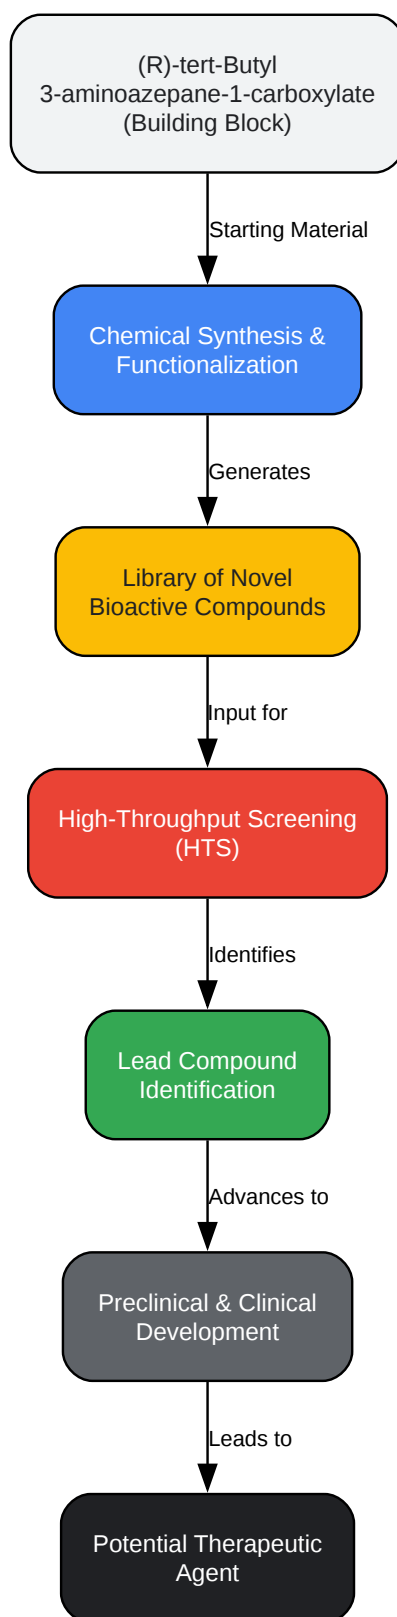 (R)-tert-Butyl
3-aminoazepane-1-carboxylate
(Building Block)
Starting Material
Chemical Synthesis &
Functionalization
Generates
Library of Novel
Bioactive Compounds
Input for
High-Throughput Screening
(HTS)
Identifies
Lead Compound
Identification
Advances to
Preclinical & Clinical
Development
Leads to
Potential Therapeutic
Agent